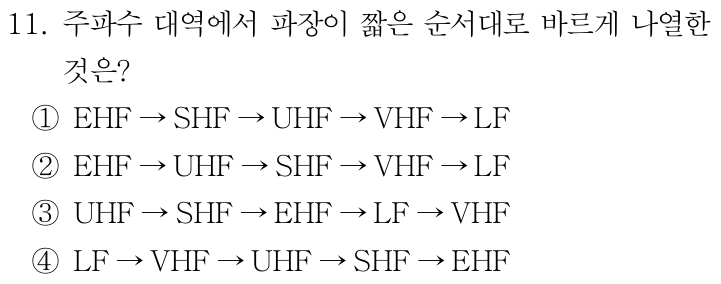 11. 주파수 대역에서 파장이 짧은 순서대로 바르게 나열한
것은?
① EHF → SHF → UHF → VHF → LF
② EHF → UHF → SHF → VHF → LF
③ UHF → SHF → EHF → LF → VHF
④ LF → VHF → UHF → SHF → EHF